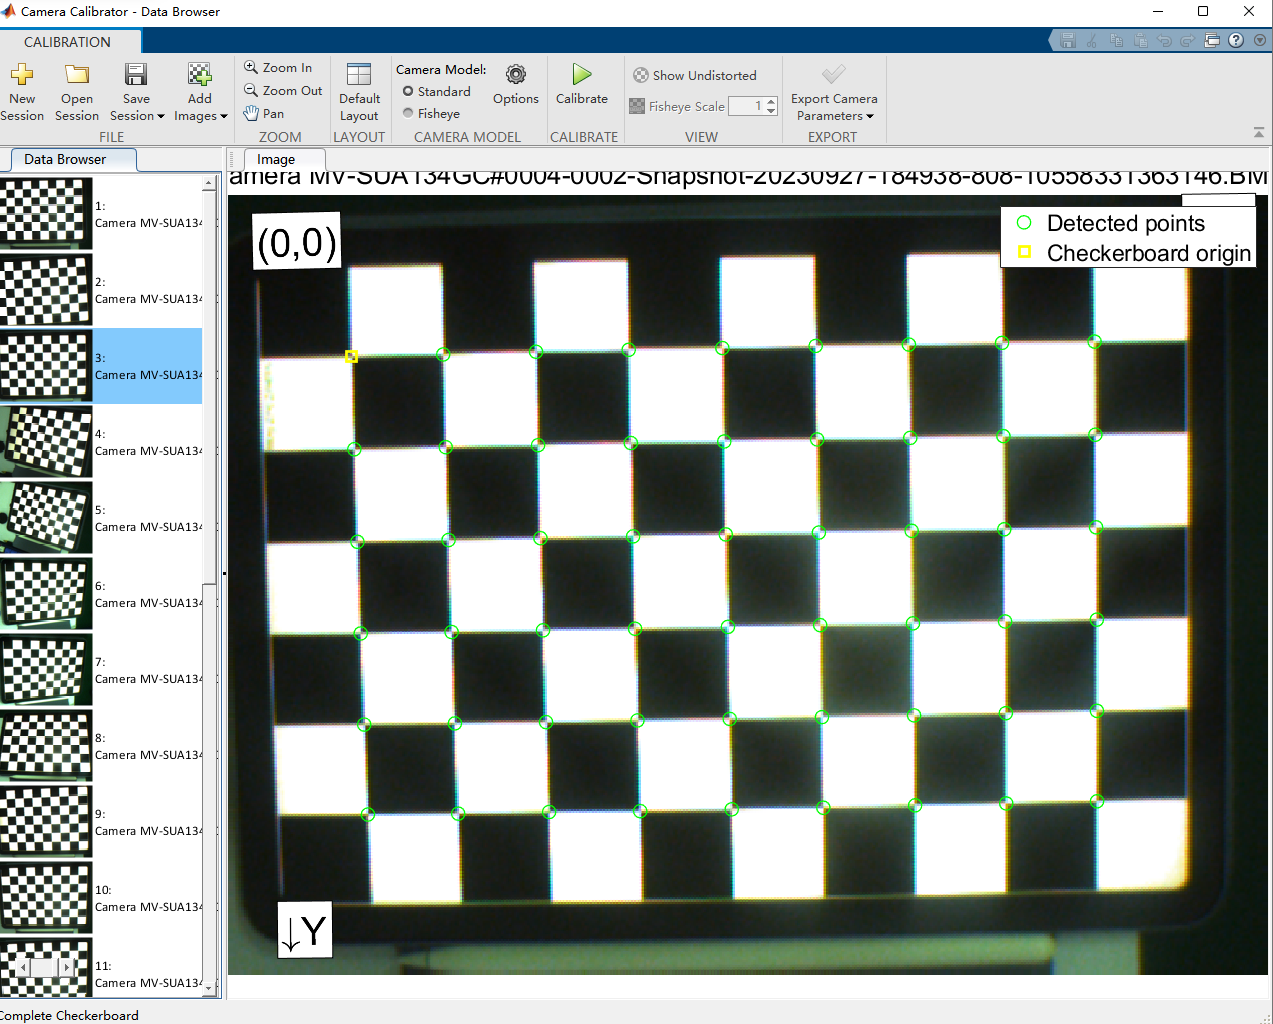 Camera Calibrator - Data Browser
CALIBRATION
New Session
Open Session
Save Session
Add Images
FILE
Zoom In
Zoom Out
Pan
ZOOM
Default Layout
LAYOUT
Camera Model:
Standard
Fisheye
Options
CAMERA MODEL
Calibrate
CALIBRATE
Show Undistorted
Fisheye Scale 1
VIEW
Export Camera Parameters
EXPORT
Data Browser
Image
1:
Camera MV-SUA134
2:
Camera MV-SUA134
3:
Camera MV-SUA134
4:
Camera MV-SUA134
5:
Camera MV-SUA134
6:
Camera MV-SUA134
7:
Camera MV-SUA134
8:
Camera MV-SUA134
9:
Camera MV-SUA134
10:
Camera MV-SUA134
11:
Camera MV-SUA134
amera MV-SUA134GC#0004-0002-Snapshot-20230927-184938-808-1055831363146.BM
(0,0)
Detected points
Checkerboard origin
↓Y
Complete Checkerboard